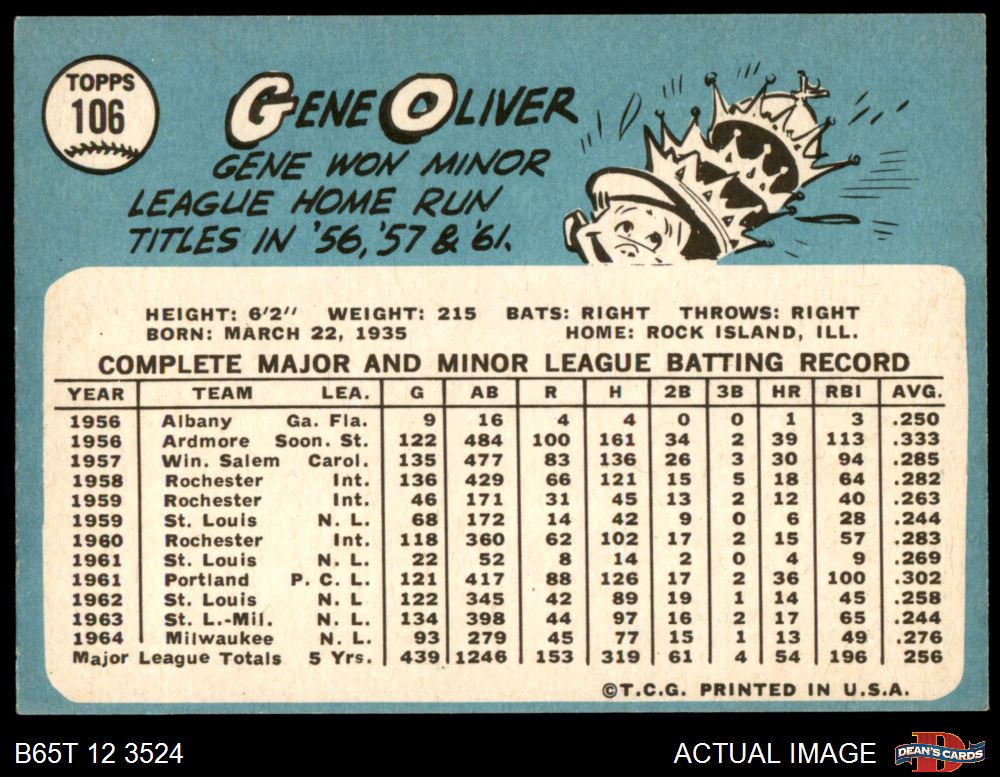 TOPPS
106
GENE OLIVER
GENE WON MINOR
LEAGUE HOME RUN
TITLES IN '56, '57 & '61.
HEIGHT: 6'2" WEIGHT: 215 BATS: RIGHT THROWS: RIGHT
BORN: MARCH 22, 1935 HOME: ROCK ISLAND, ILL.
COMPLETE MAJOR AND MINOR LEAGUE BATTING RECORD
YEAR TEAM LEA. G AB R H 2B 3B HR RBI AVG.
1956 Albany Ga. Fla. 9 16 4 4 0 0 1 3 .250
1956 Ardmore Soon. St. 122 484 100 161 34 2 39 113 .333
1957 Win. Salem Carol. 135 477 83 136 26 3 30 94 .285
1958 Rochester Int. 136 429 66 121 15 5 18 64 .282
1959 Rochester Int. 46 171 31 45 13 2 12 40 .263
1959 St. Louis N. L. 68 172 14 42 9 0 6 28 .244
1960 Rochester Int. 118 360 62 102 17 2 15 57 .283
1961 St. Louis N. L. 22 52 8 14 2 0 4 9 .269
1961 Portland P. C. L. 121 417 88 126 17 2 36 100 .302
1962 St. Louis N. L 122 345 42 89 19 1 14 45 .258
1963 St. L.-Mil. N. L. 134 398 44 97 16 2 17 65 .244
1964 Milwaukee N. L. 93 279 45 77 15 1 13 49 .276
Major League Totals 5 Yrs. 439 1246 153 319 61 4 54 196 256
©T.C.G. PRINTED IN U.S.A.
B65T 12 3524 ACTUAL IMAGE D DEAN'S CARDS